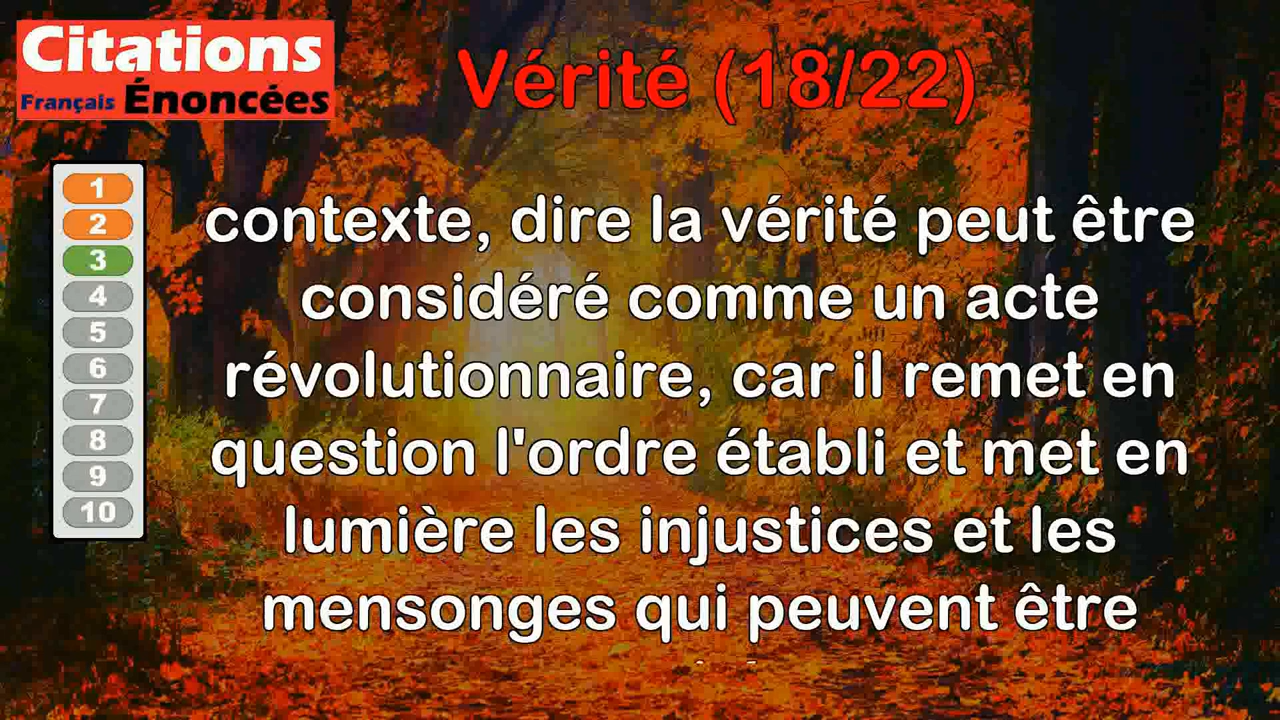 Citations
Français Énoncées
Vérité (18/22)
1
2
3
4
5
6
7
8
9
10
contexte, dire la vérité peut être
considéré comme un acte
révolutionnaire, car il remet en
question l'ordre établi et met en
lumière les injustices et les
mensonges qui peuvent être